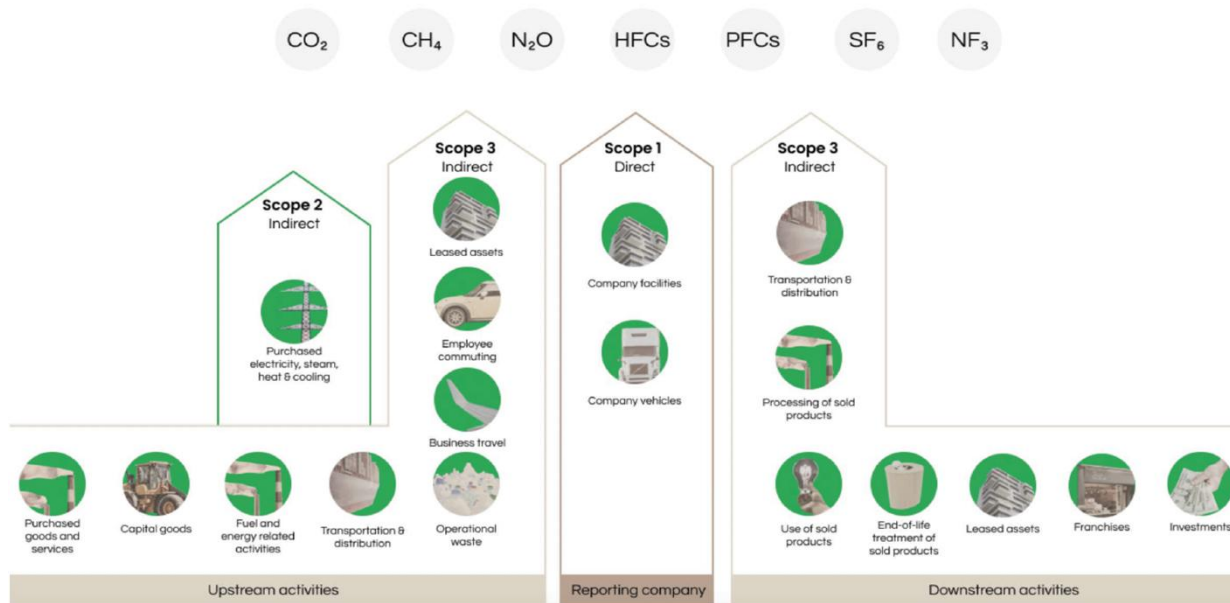 CO₂
CH₄
N₂O
HFCs
PFCs
SF₆
NF₃
Scope 2
Indirect
Purchased
electricity, steam,
heat & cooling
Scope 3
Indirect
Leased assets
Employee
commuting
Business travel
Operational
waste
Purchased
goods and
services
Capital goods
Fuel and
energy related
activities
Transportation &
distribution
Upstream activities
Scope 1
Direct
Company facilities
Company vehicles
Reporting company
Scope 3
Indirect
Transportation &
distribution
Processing of sold
products
Use of sold
products
End-of-life
treatment of
sold products
Leased assets
Franchises
Investments
Downstream activities